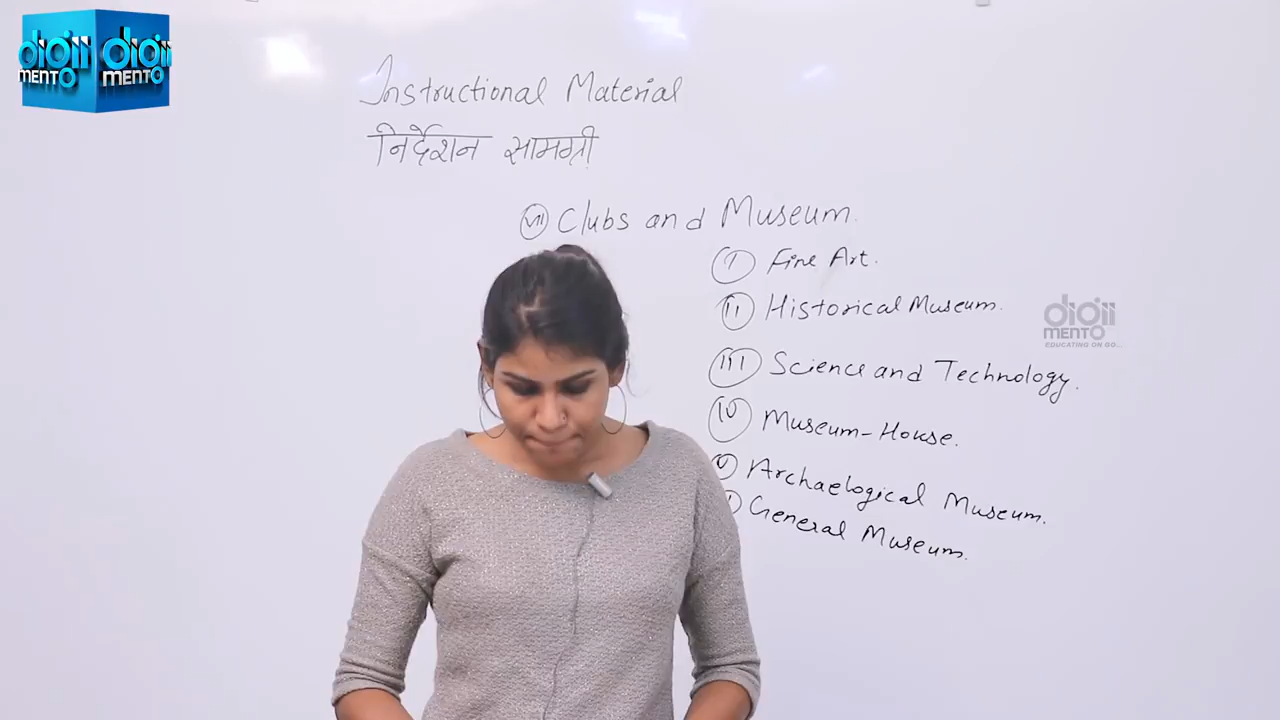 digii MENTO digii MENTO
Instructional Material
निर्देशन सामग्री
VII Clubs and Museum.
I Fine Art.
II Historical Museum.
digii MENTO
EDUCATING ON GO...
III Science and Technology.
IV Museum-House.
V Archaelogical Museum.
General Museum.